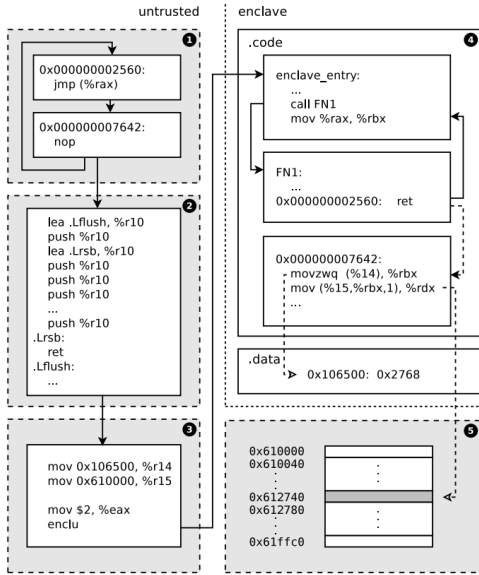 untrusted
enclave
1
0x000000002560:
jmp (%rax)
0x000000007642:
nop
2
lea .Lflush, %r10
push %r10
lea .Lrsb, %r10
push %r10
push %r10
push %r10
...
push %r10
.Lrsb:
ret
.Lflush:
...
3
mov 0x106500, %r14
mov 0x610000, %r15
mov $2, %eax
enclu
.code
4
enclave_entry:
...
call FN1
mov %rax, %rbx
FN1:
...
0x000000002560: ret
0x000000007642:
movzwq (%14), %rbx
mov (%15,%rbx,1), %rdx
...
.data
0x106500: 0x2768
5
0x610000
0x610040
0x612740
0x612780
0x61ffc0